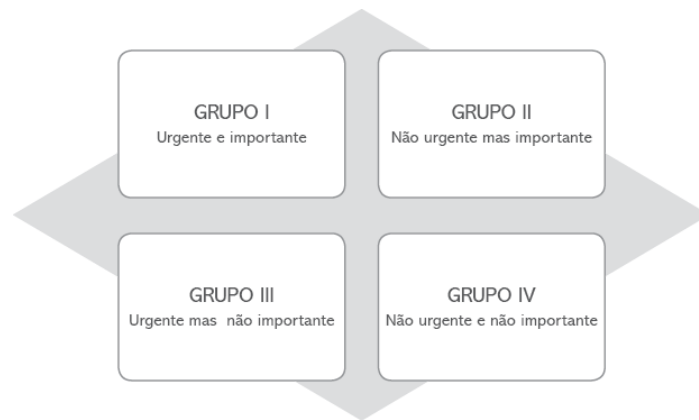 GRUPO I
Urgente e importante
GRUPO II
Não urgente mas importante
GRUPO III
Urgente mas não importante
GRUPO IV
Não urgente e não importante